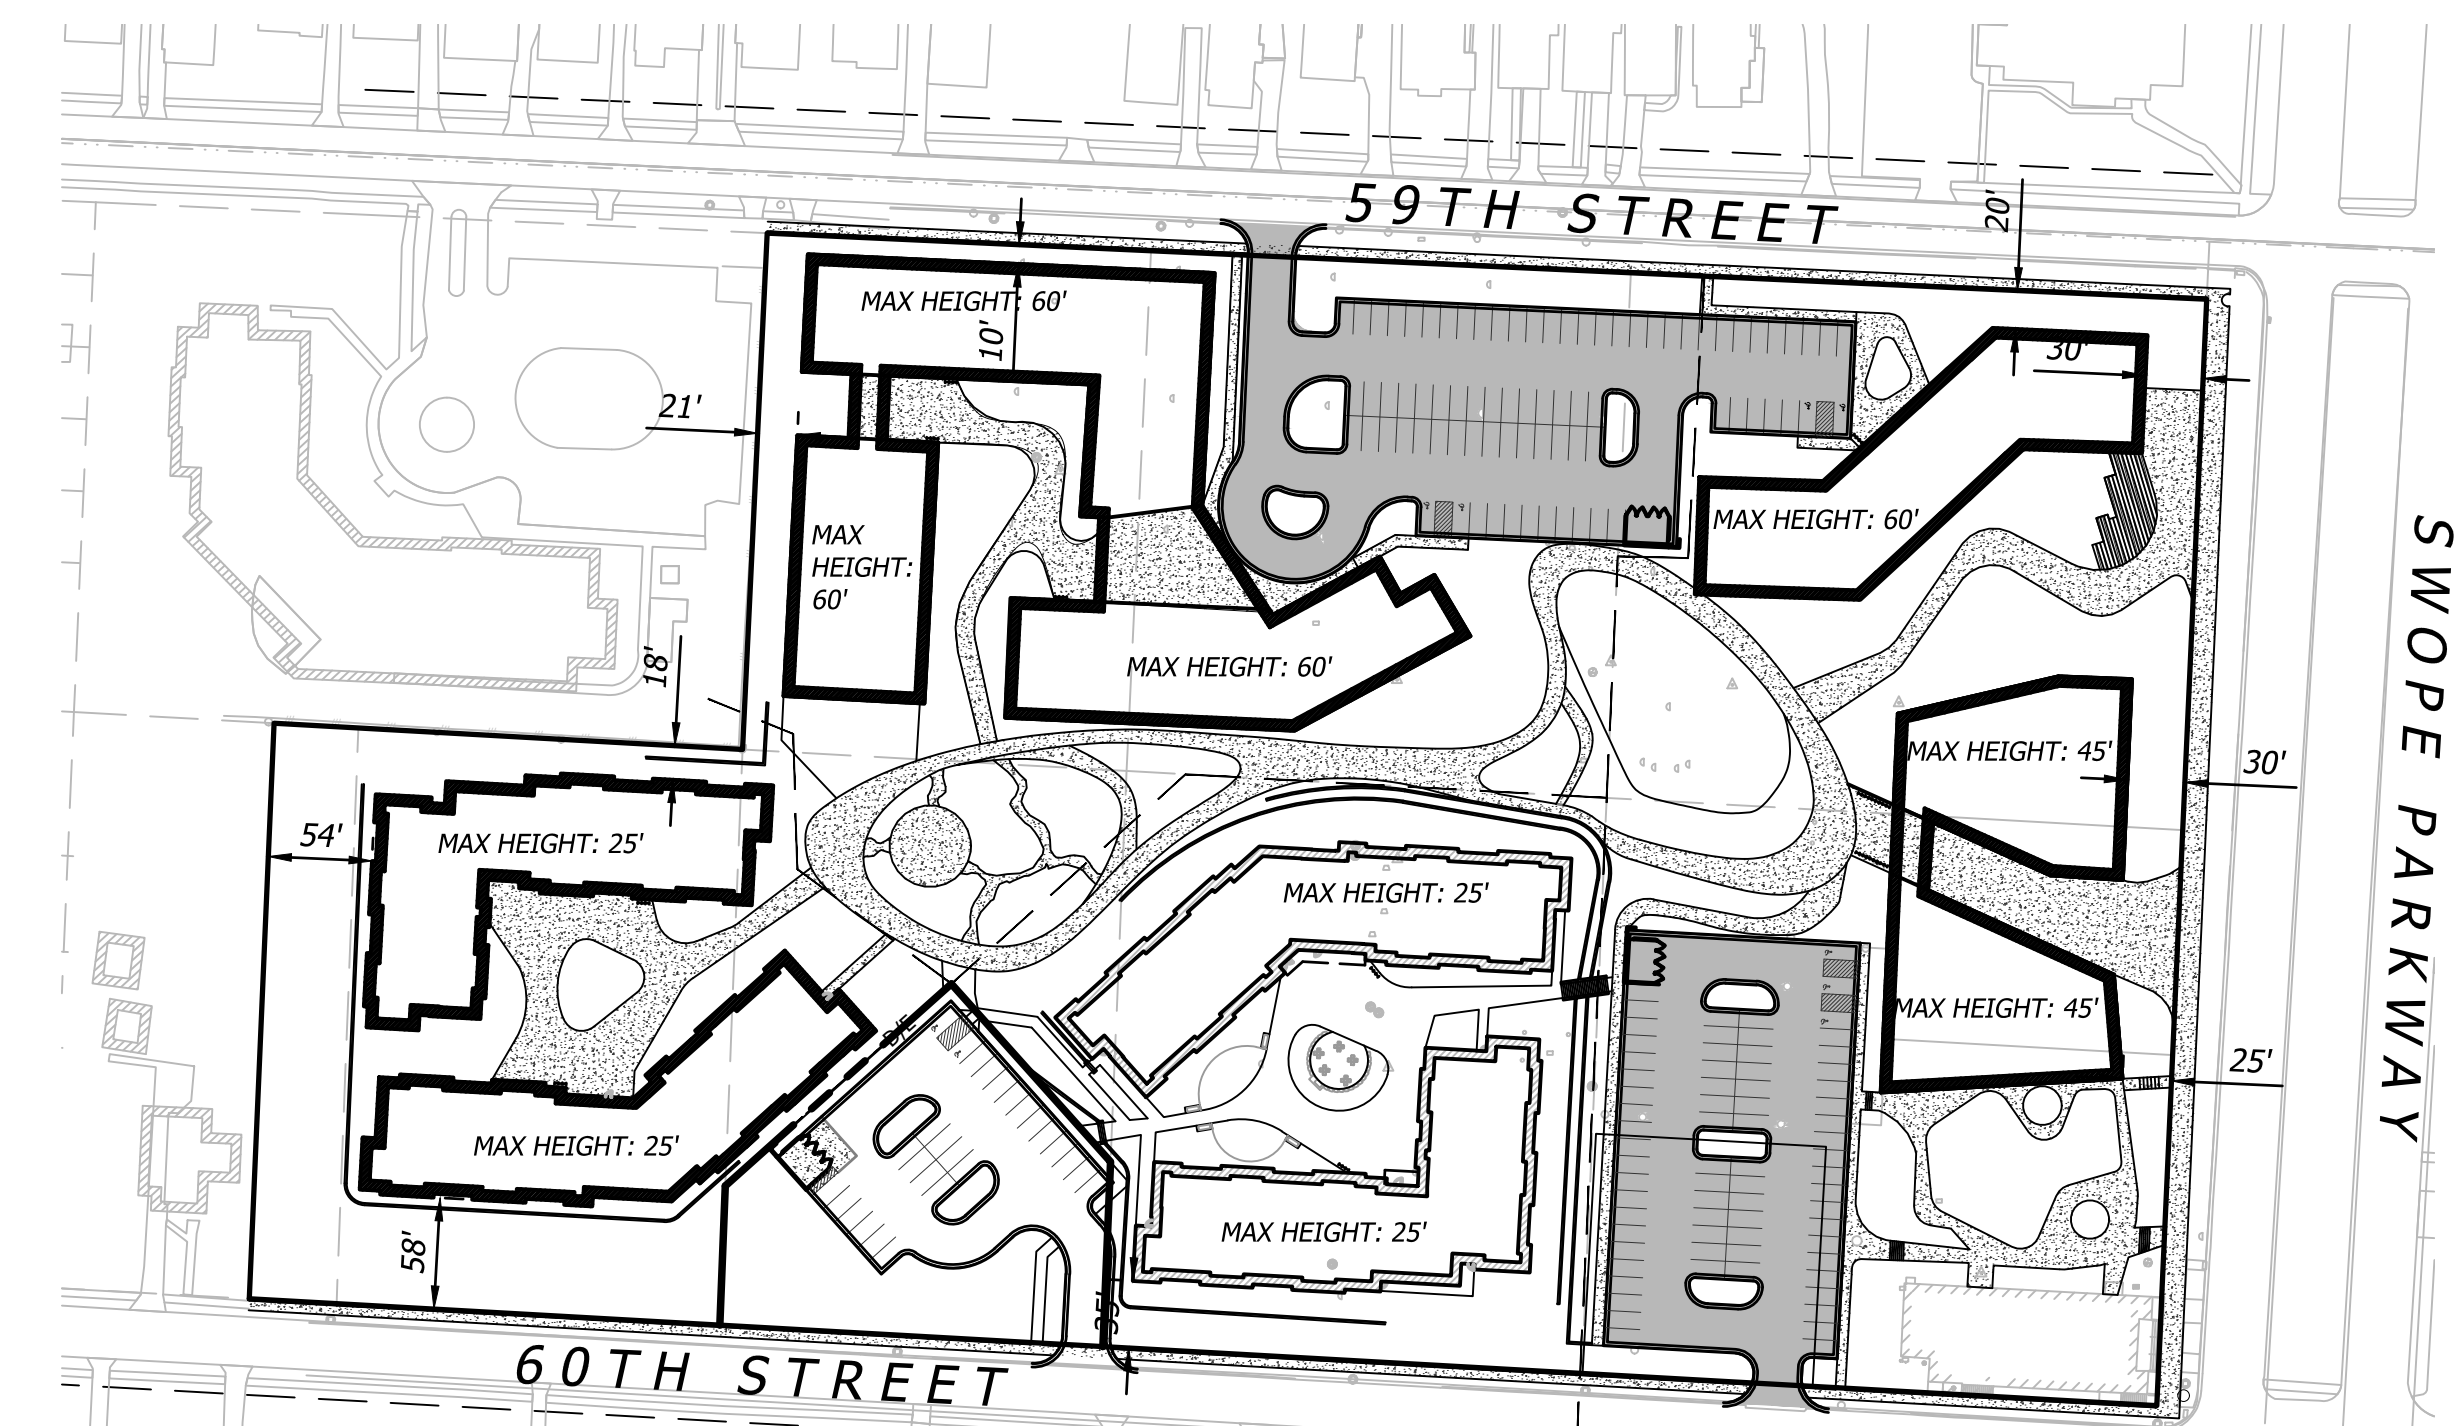 59TH STREET
20'
MAX HEIGHT: 60'
10'
30'
21'
MAX HEIGHT: 60'
MAX
HEIGHT:
60'
MAX HEIGHT: 60'
18'
MAX HEIGHT: 45'
30'
SWOPE PARKWAY
54'
MAX HEIGHT: 25'
MAX HEIGHT: 25'
MAX HEIGHT: 45'
25'
MAX HEIGHT: 25'
58'
MAX HEIGHT: 25'
35'
60TH STREET